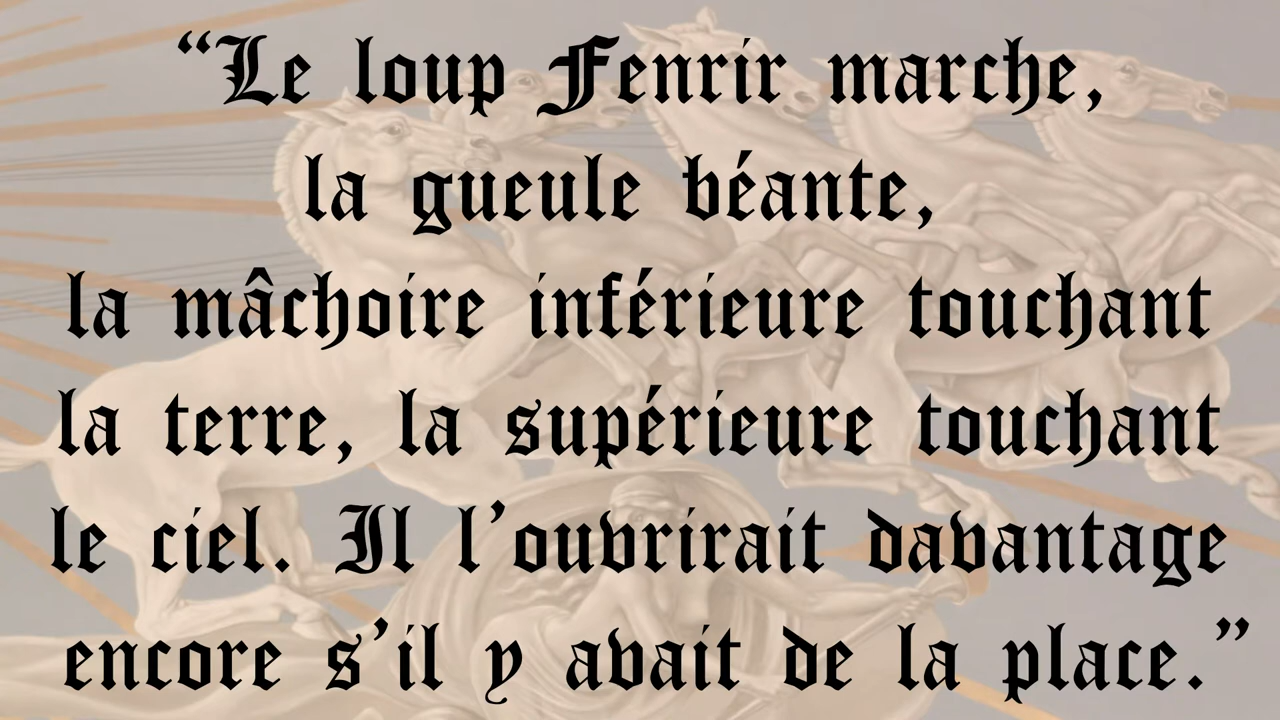 “Le loup Fenrir marche,
la gueule béante,
la mâchoire inférieure touchant
la terre, la supérieure touchant
le ciel. Il l’ouvrirait davantage
encore s’il y avait de la place.”